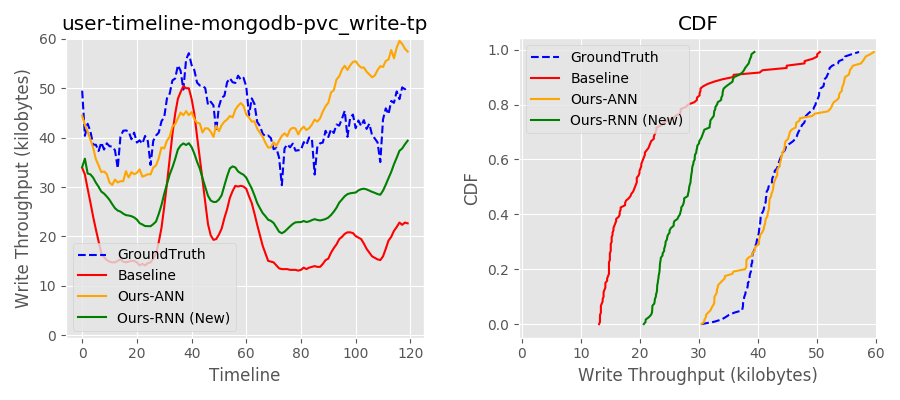 user-timeline-mongodb-pvc_write-tp
Write Throughput (kilobytes)
60
50
40
30
20
10
0
GroundTruth
Baseline
Ours-ANN
Ours-RNN (New)
0
20
40
60
80
100
120
Timeline
CDF
CDF
1.0
0.8
0.6
0.4
0.2
0.0
GroundTruth
Baseline
Ours-ANN
Ours-RNN (New)
0
10
20
30
40
50
60
Write Throughput (kilobytes)